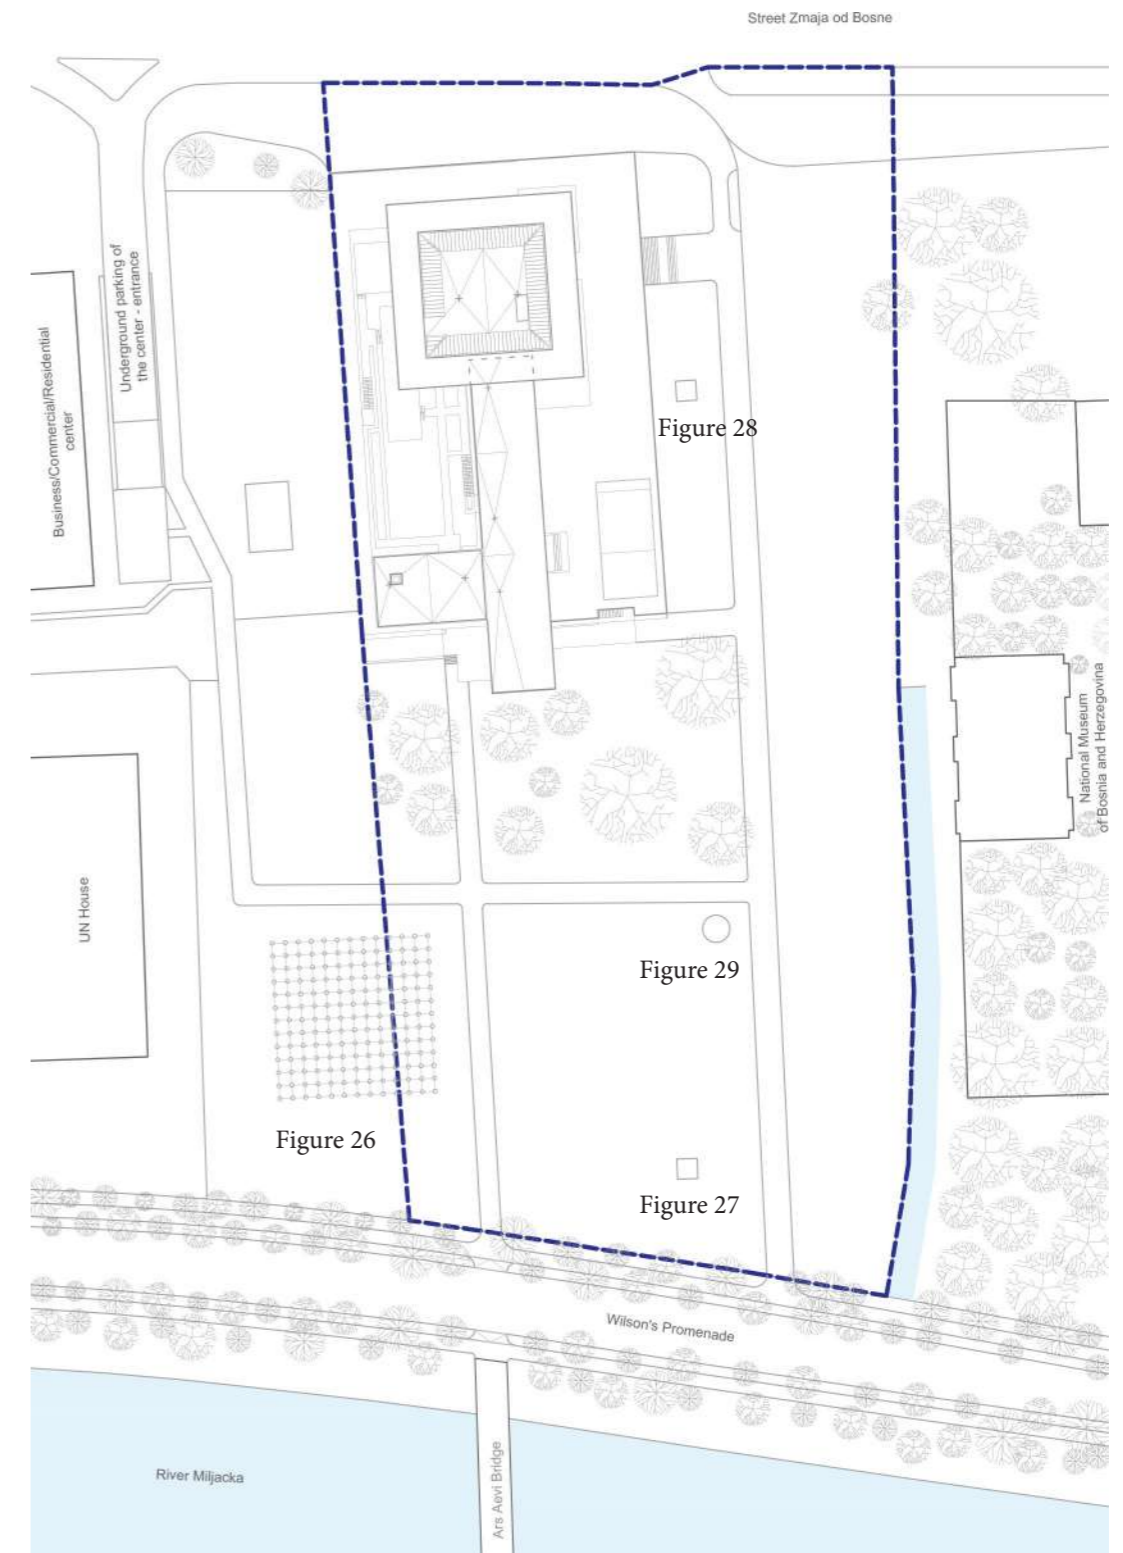 Street Zmaja od Bosne
Underground parking of
the center - entrance
Business/Commercial/Residential
center
Figure 28
National Museum
of Bosnia and Herzegovina
UN House
Figure 29
Figure 26
Figure 27
Wilson's Promenade
River Miljacka
Ars Aevi Bridge